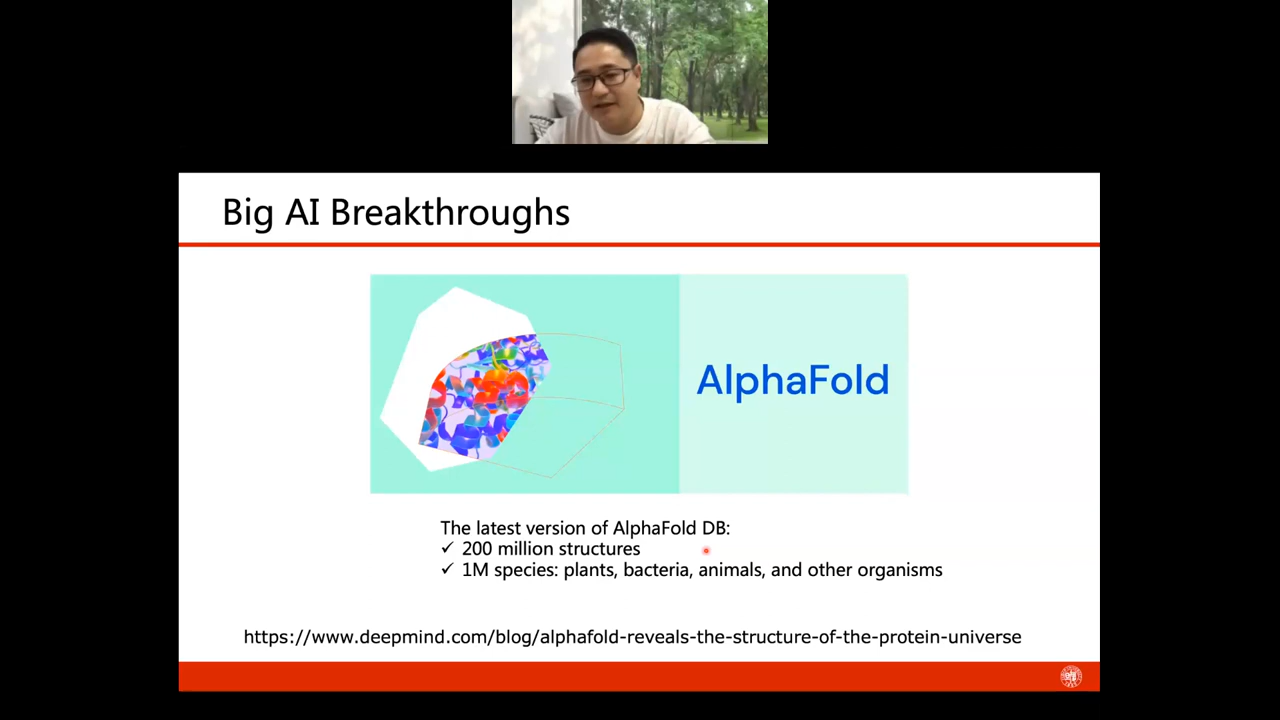 Big AI Breakthroughs
AlphaFold
The latest version of AlphaFold DB:
✓ 200 million structures
✓ 1M species: plants, bacteria, animals, and other organisms
https://www.deepmind.com/blog/alphafold-reveals-the-structure-of-the-protein-universe